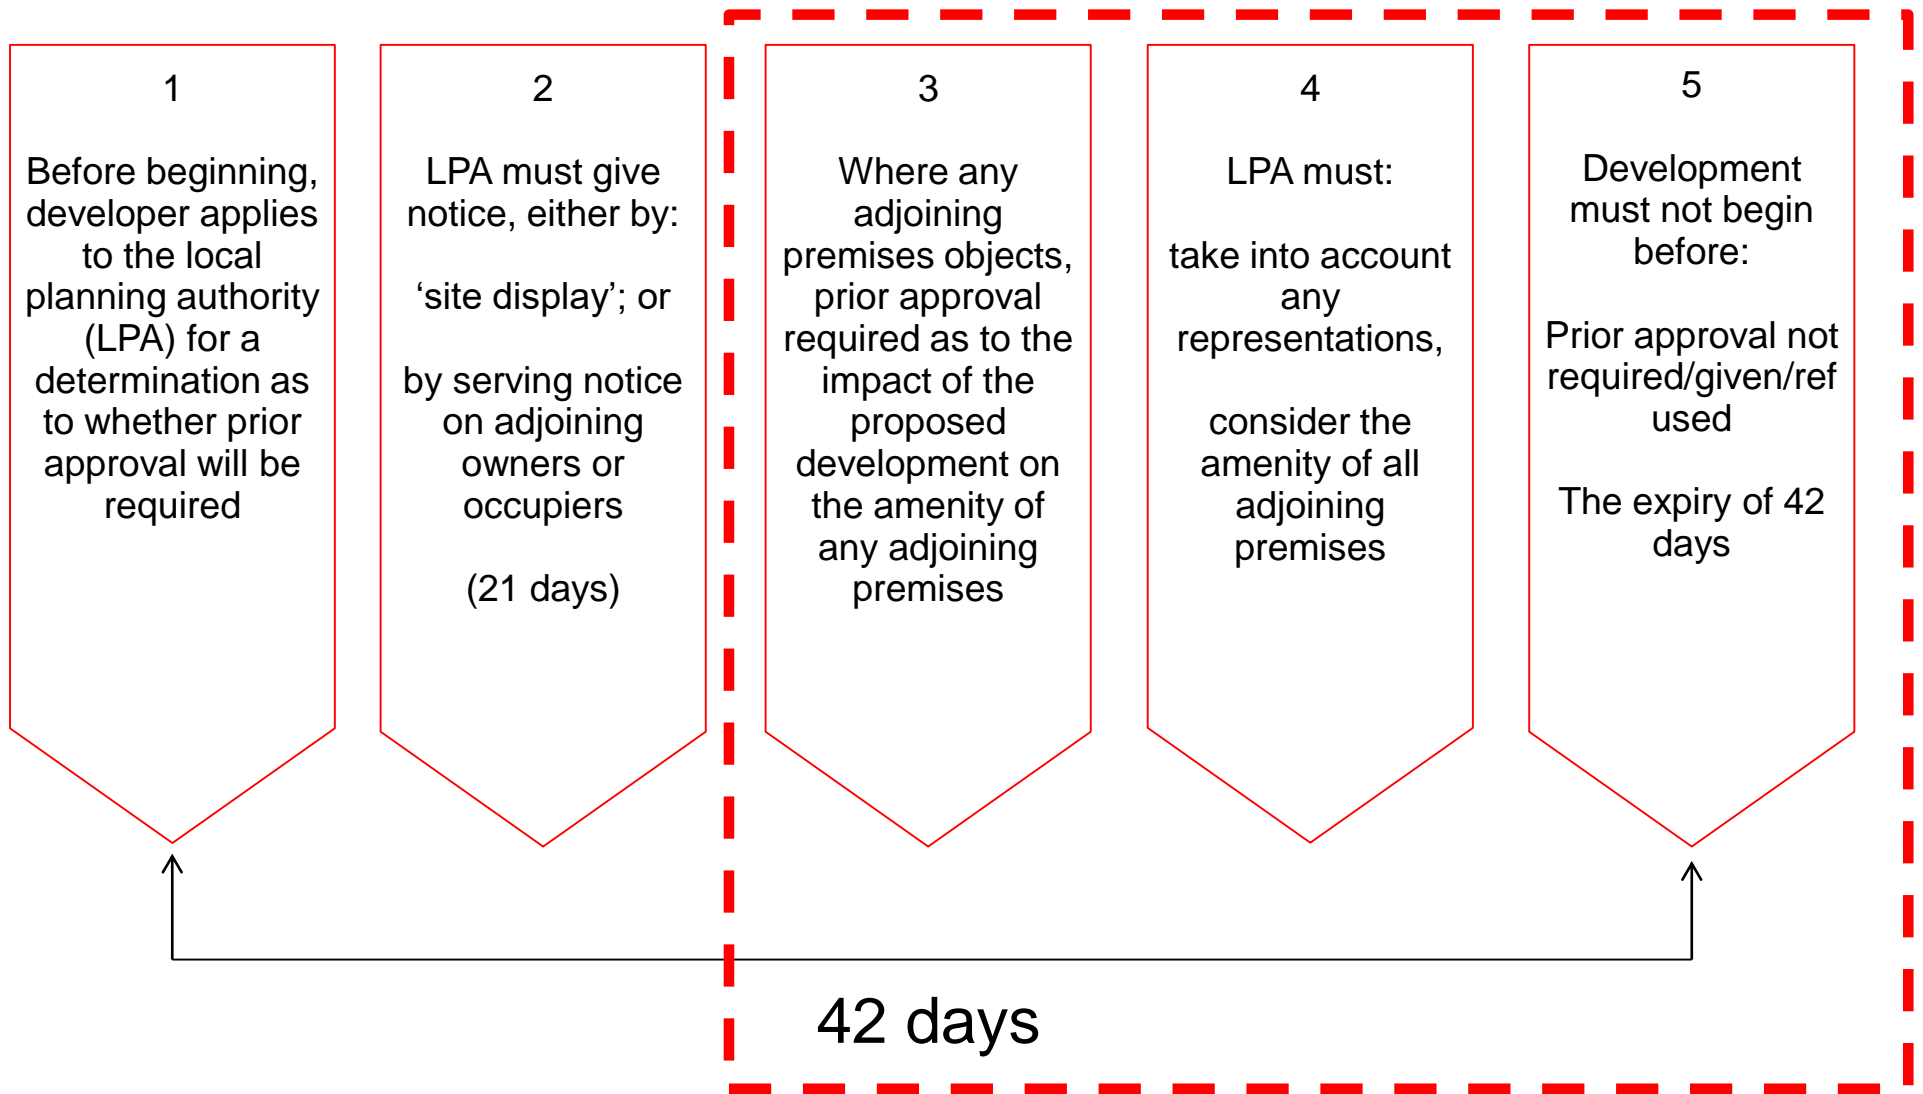 1
Before beginning,
developer applies
to the local
planning authority
(LPA) for a
determination as
to whether prior
approval will be
required
2
LPA must give
notice, either by:
‘site display’; or
by serving notice
on adjoining
owners or
occupiers
(21 days)
3
Where any
adjoining
premises objects,
prior approval
required as to the
impact of the
proposed
development on
the amenity of
any adjoining
premises
4
LPA must:
take into account
any
representations,
consider the
amenity of all
adjoining
premises
5
Development
must not begin
before:
Prior approval not
required/given/ref
used
The expiry of 42
days
42 days